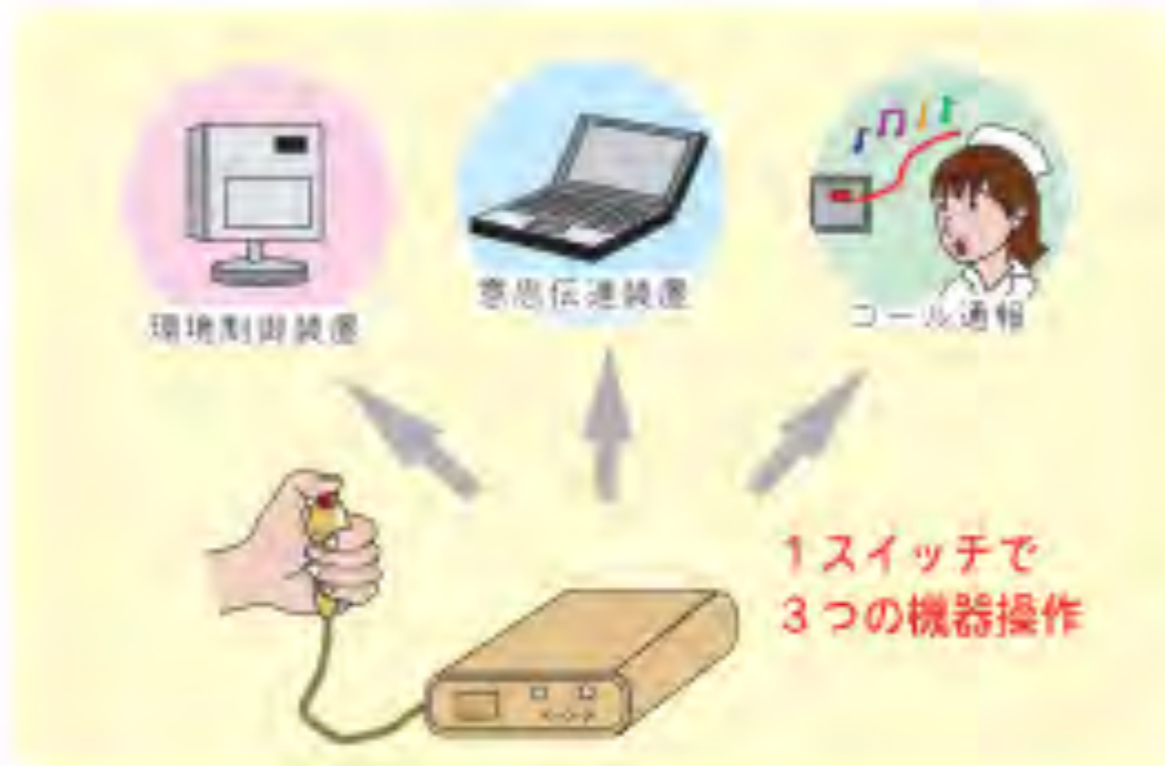 環境制御装置
意思伝達装置
コール通報
1スイッチで
3つの機器操作